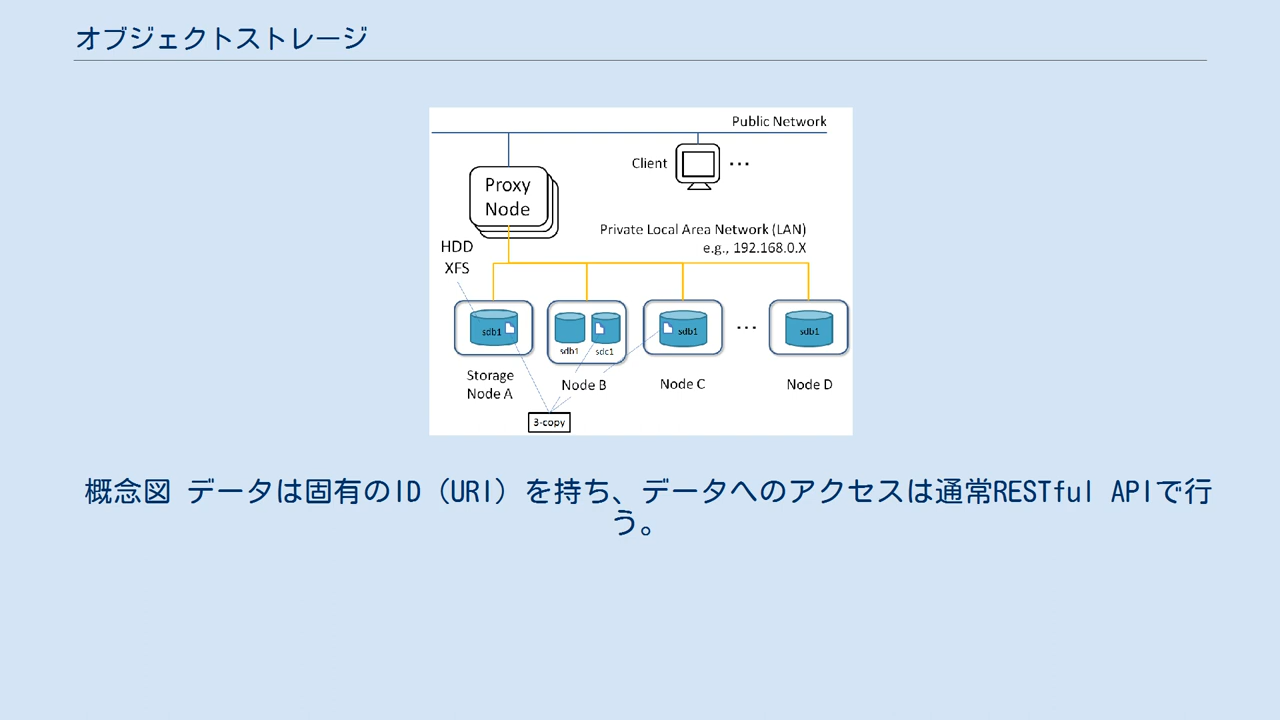 オブジェクトストレージ
Public Network
Client ...
Proxy
Node
Private Local Area Network (LAN)
e.g., 192.168.0.X
HDD
XFS
sdb1
sdb1
sdc1
sdb1
...
sdb1
Storage
Node A
Node B
Node C
Node D
3-copy
概念図 データは固有のID（URI）を持ち、データへのアクセスは通常RESTful APIで行
う。